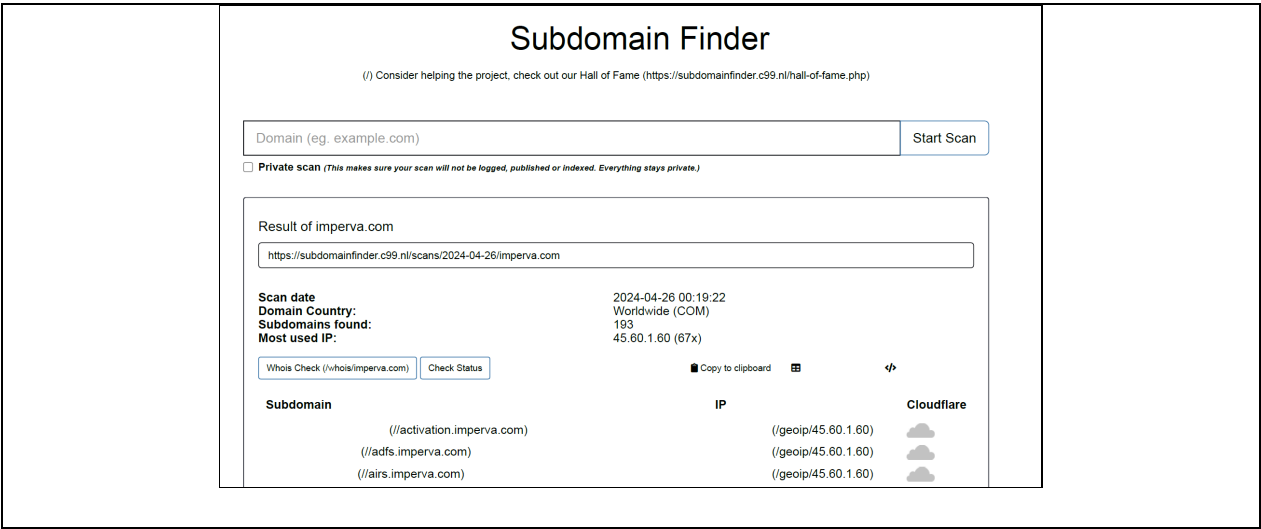 Subdomain Finder
(/) Consider helping the project, check out our Hall of Fame (https://subdomainfinder.c99.nl/hall-of-fame.php)
Domain (eg. example.com) Start Scan
Private scan (This makes sure your scan will not be logged, published or indexed. Everything stays private.)
Result of imperva.com
https://subdomainfinder.c99.nl/scans/2024-04-26/imperva.com
Scan date 2024-04-26 00:19:22
Domain Country: Worldwide (COM)
Subdomains found: 193
Most used IP: 45.60.1.60 (67x)
Whois Check (/whois/imperva.com) Check Status Copy to clipboard </>
Subdomain IP Cloudflare
(//activation.imperva.com) (/geoip/45.60.1.60)
(//adfs.imperva.com) (/geoip/45.60.1.60)
(//airs.imperva.com) (/geoip/45.60.1.60)